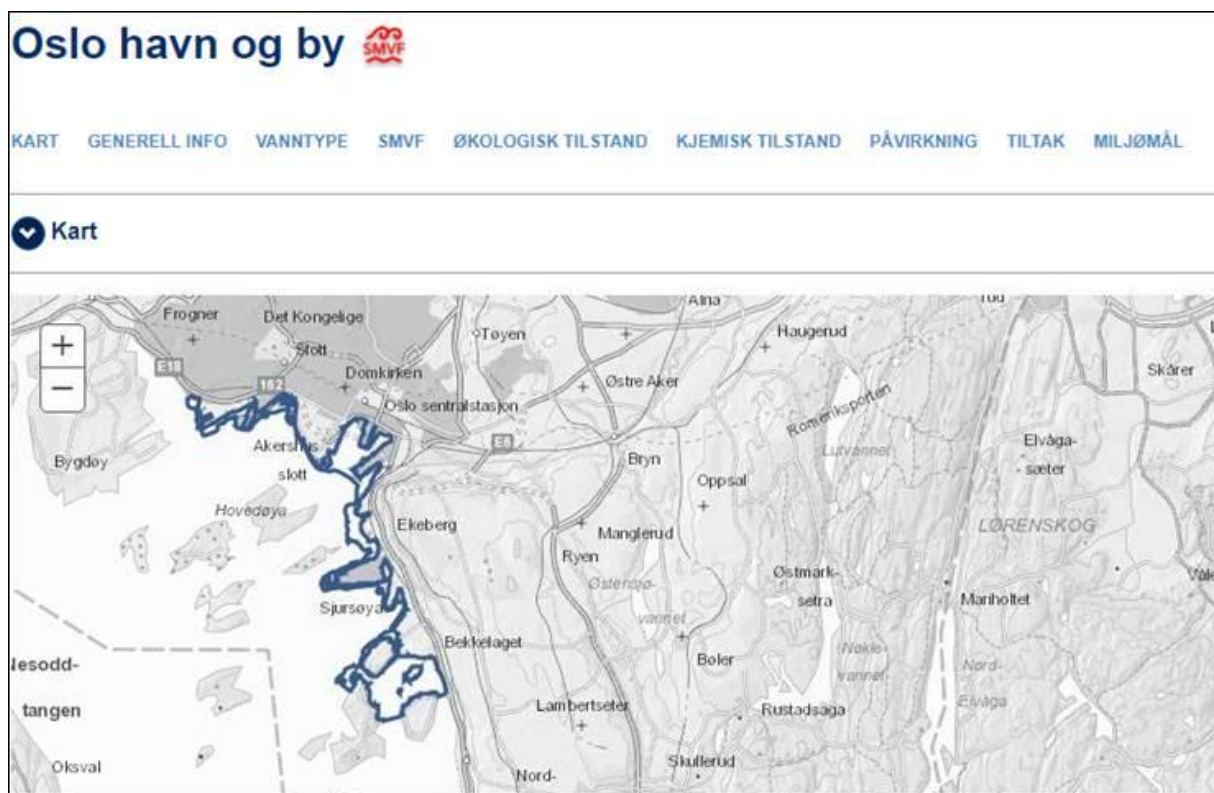 Oslo havn og by SMVF
KART GENERELL INFO VANNTYPE SMVF ØKOLOGISK TILSTAND KJEMISK TILSTAND PÅVIRKNING TILTAK MILJØMÅL
Kart
Alna
Frogner
Det Kongelige
Slott
Tøyen
Haugerud
+
−
E18
162
Domkirken
Østre Aker
Skårer
Oslo sentralstasjon
Romeriksporten
Akershus
slott
E6
Bryn
Lutvannet
Elvåga-
sæter
Bygdøy
Oppsal
Hovedøya
Ekeberg
Manglerud
LØRENSKOG
Ryen
Østensjø-
vannet
Østmark-
setra
Mariholtet
Sjursøya
Bekkelaget
Bøler
Nøkle-
vannet
Nord-
Elvåga
Nesodd-
tangen
Lambertseter
Rustadsaga
Oksval
Skullerud
Nord-